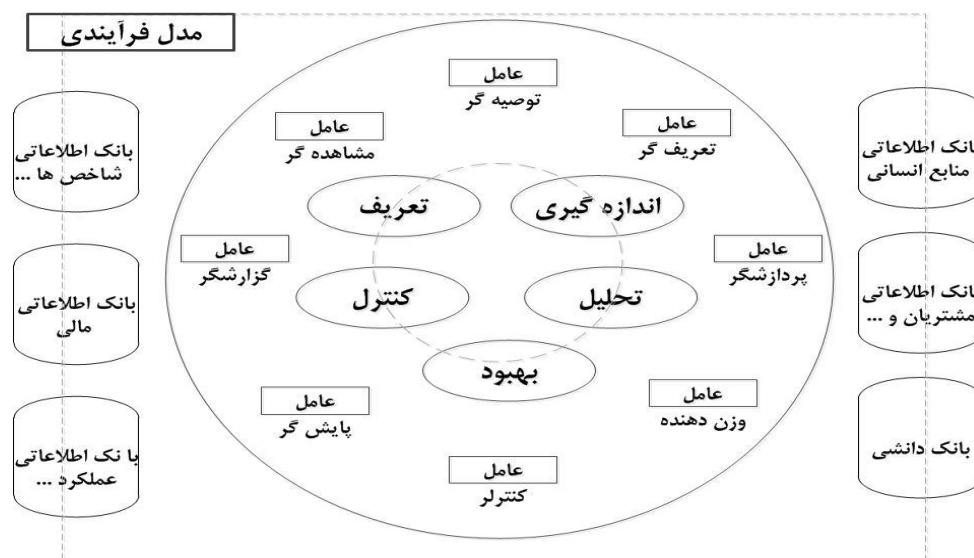 مدل فرآیندی
عامل
توصیه گر
عامل
تعریف گر
عامل
مشاهده گر
بانک اطلاعاتی
منابع انسانی
بانک اطلاعاتی
شاخص ها ...
اندازه گیری
تعریف
عامل
پردازشگر
عامل
گزارشگر
بانک اطلاعاتی
مشتریان و ...
تحلیل
کنترل
بانک اطلاعاتی
مالی
بهبود
عامل
وزن دهنده
عامل
پایش گر
بانک دانشی
با نک اطلاعاتی
عملکرد ...
عامل
کنترلر